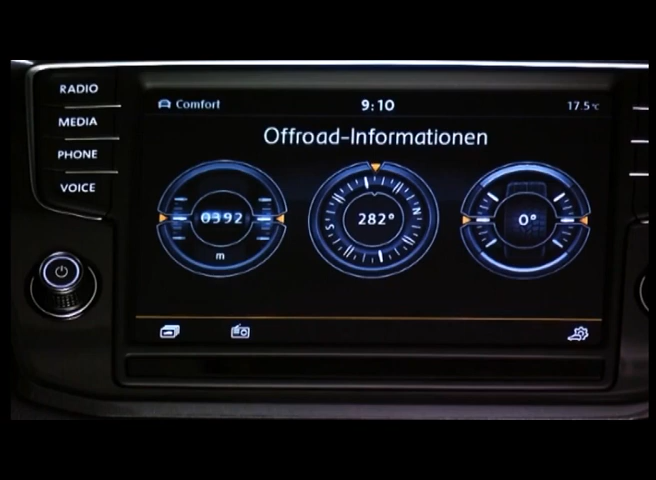 RADIO
MEDIA
PHONE
VOICE
Comfort
9:10
17.5°C
Offroad-Informationen
0392
m
282°
0°
N
S